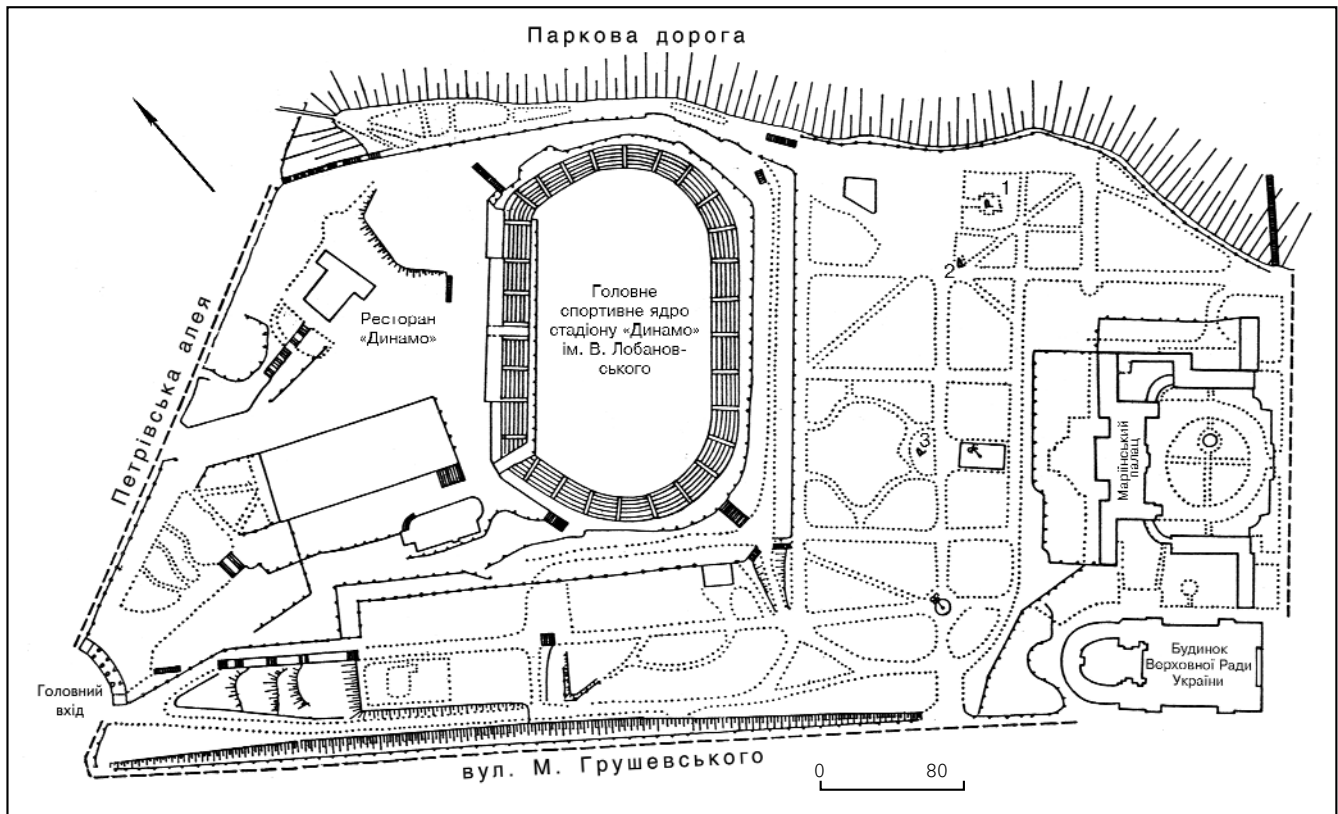 Паркова дорога
1
2
Головне
спортивне ядро
стадіону «Динамо»
ім. В. Лобанов-
ського
Ресторан
«Динамо»
Петрівська алея
3
Маріїнський
палац
Будинок
Верховної Ради
України
Головний
вхід
вул. М. Грушевського
0 80